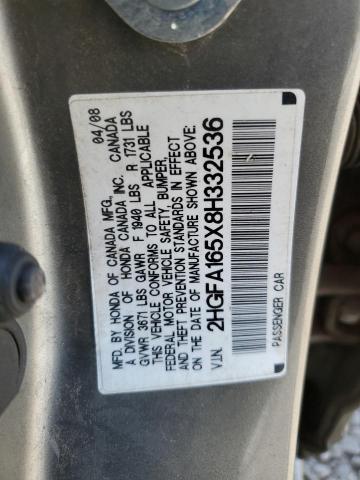 MFD. BY HONDA OF CANADA MFG. 04/08
A DIVISION OF HONDA CANADA INC. CANADA
GVWR 3671 LBS GAWR F 1940 LBS R 1731 LBS
THIS VEHICLE CONFORMS TO ALL APPLICABLE
FEDERAL MOTOR VEHICLE SAFETY, BUMPER,
AND THEFT PREVENTION STANDARDS IN EFFECT
ON THE DATE OF MANUFACTURE SHOWN ABOVE.
V.I.N. 2HGFA165X8H332536
PASSENGER CAR